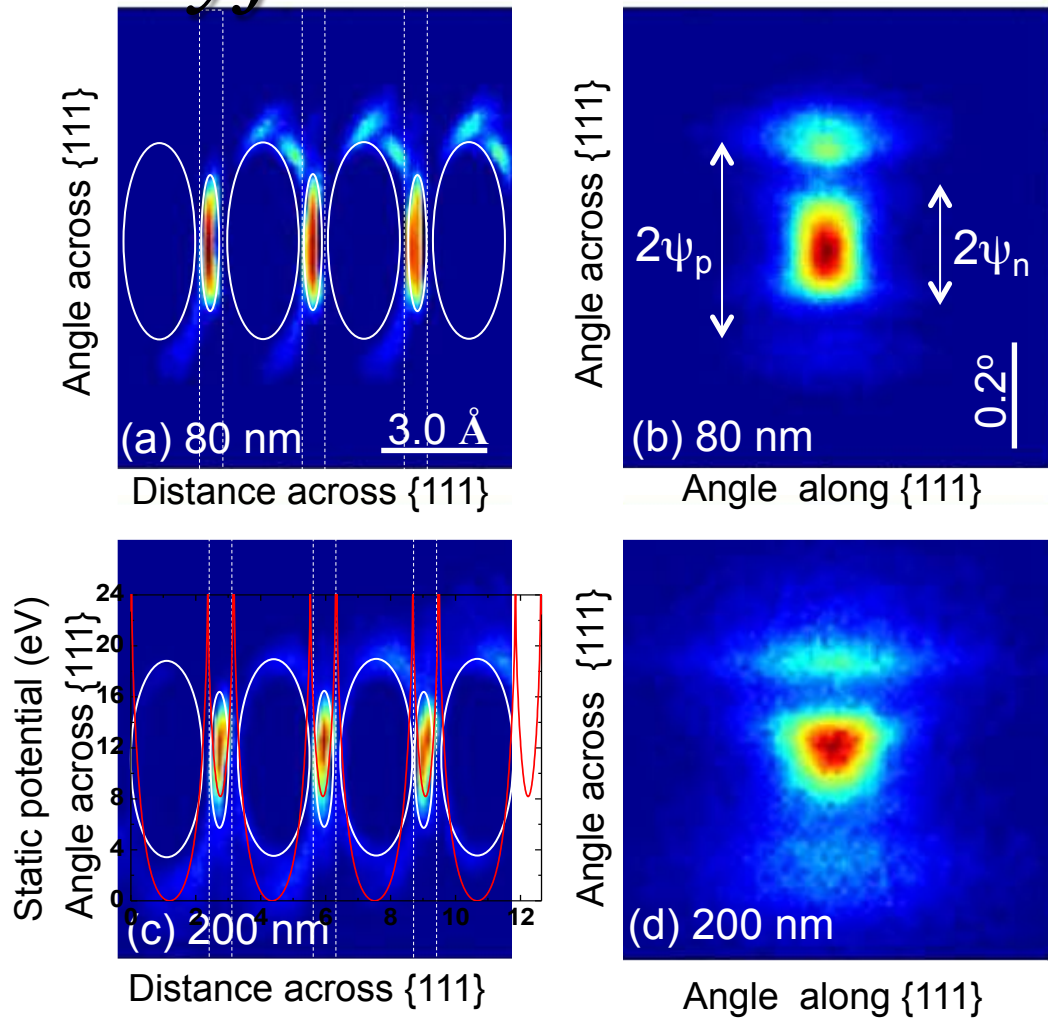 Angle across {111}
(a) 80 nm
3.0 Å
Distance across {111}
Angle across {111}
2ψp
2ψn
0.2°
(b) 80 nm
Angle along {111}
Static potential (eV)
Angle across {111}
24
20
16
12
8
4
0
0 2 4 6 8 10 12
(c) 200 nm
Distance across {111}
Angle across {111}
(d) 200 nm
Angle along {111}